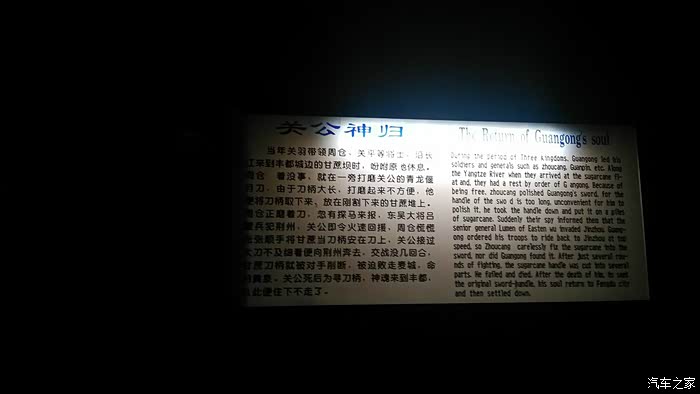 关公神归
当年关羽带领周仓，关平等将士，沿长
江来到丰都城边的甘蔗坝时，吩咐原地休息。
周仓 着没事，就在一旁打磨关公的青龙偃
月刀，由于刀柄太长，打磨起来不方便，他
便将刀柄取下来，放在刚割下来的甘蔗堆上。
周仓正磨着刀，忽有探马来报，东吴大将吕
蒙兵犯荆州，关公即令火速回援，周仓慌慌
张张顺手将甘蔗当刀柄安在刀上，关公接过
大刀不及细看便向荆州奔去，交战没几回合，
甘蔗刀柄就被对手削断，被迫败走麦城，命
归黄泉。关公死后为寻刀柄，神魂来到丰都，
从此便住下不走了。
The Return of Guangong's soul
During the period of Three kingdoms, Guangong led his
soldiers and generals such as zhoucang, Guanpin, etc. Along
the Yangtze River when they arrived at the sugarcane fi-
at and, they had a rest by order of G angong. Because of
being free, zhoucang polished Guangong's sword, for the
handle of the swo d is too long, unconvenient for him to
polish it, he took the handle down and put it on a piles
of sugarcane. Suddenly their spy informed them that the
senior general Lumen of Eastern wu invaded Jinzhou. Guang-
ong ordered his troops to ride back to Jinzhou at top
speed, so Zhoucang carelessly fix the sugarcane into the
sword, nor did Guangong found it. After just several rou-
nds of fighting, the sugarcane handle was cut into several
parts. He failed and died. After the death of him, to seek
the original sword-handle, his soul return to Fengdu city
and then settled down.
汽车之家